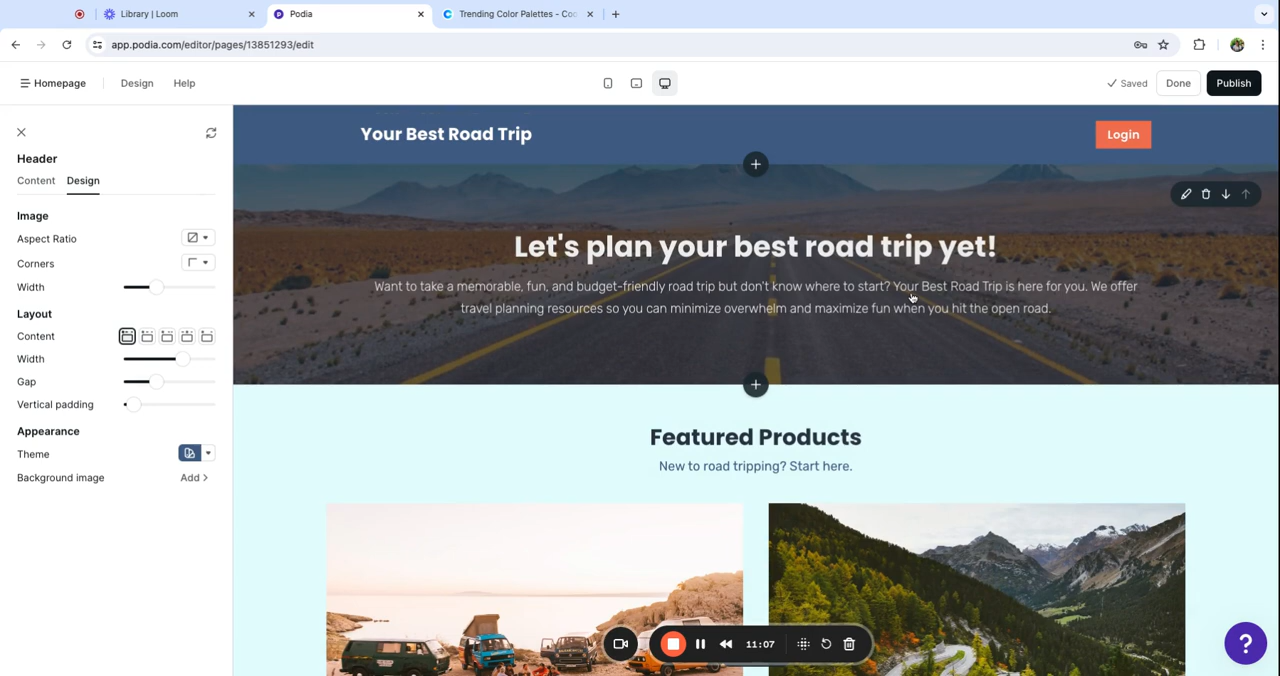 Library | Loom
Podia
Trending Color Palettes - Coo
app.podia.com/editor/pages/13851293/edit
Homepage
Design
Help
Saved
Done
Publish
Header
Content
Design
Image
Aspect Ratio
Corners
Width
Layout
Content
Width
Gap
Vertical padding
Appearance
Theme
Background image
Add
Your Best Road Trip
Login
Let's plan your best road trip yet!
Want to take a memorable, fun, and budget-friendly road trip but don't know where to start? Your Best Road Trip is here for you. We offer
travel planning resources so you can minimize overwhelm and maximize fun when you hit the open road.
Featured Products
New to road tripping? Start here.
11:07
?